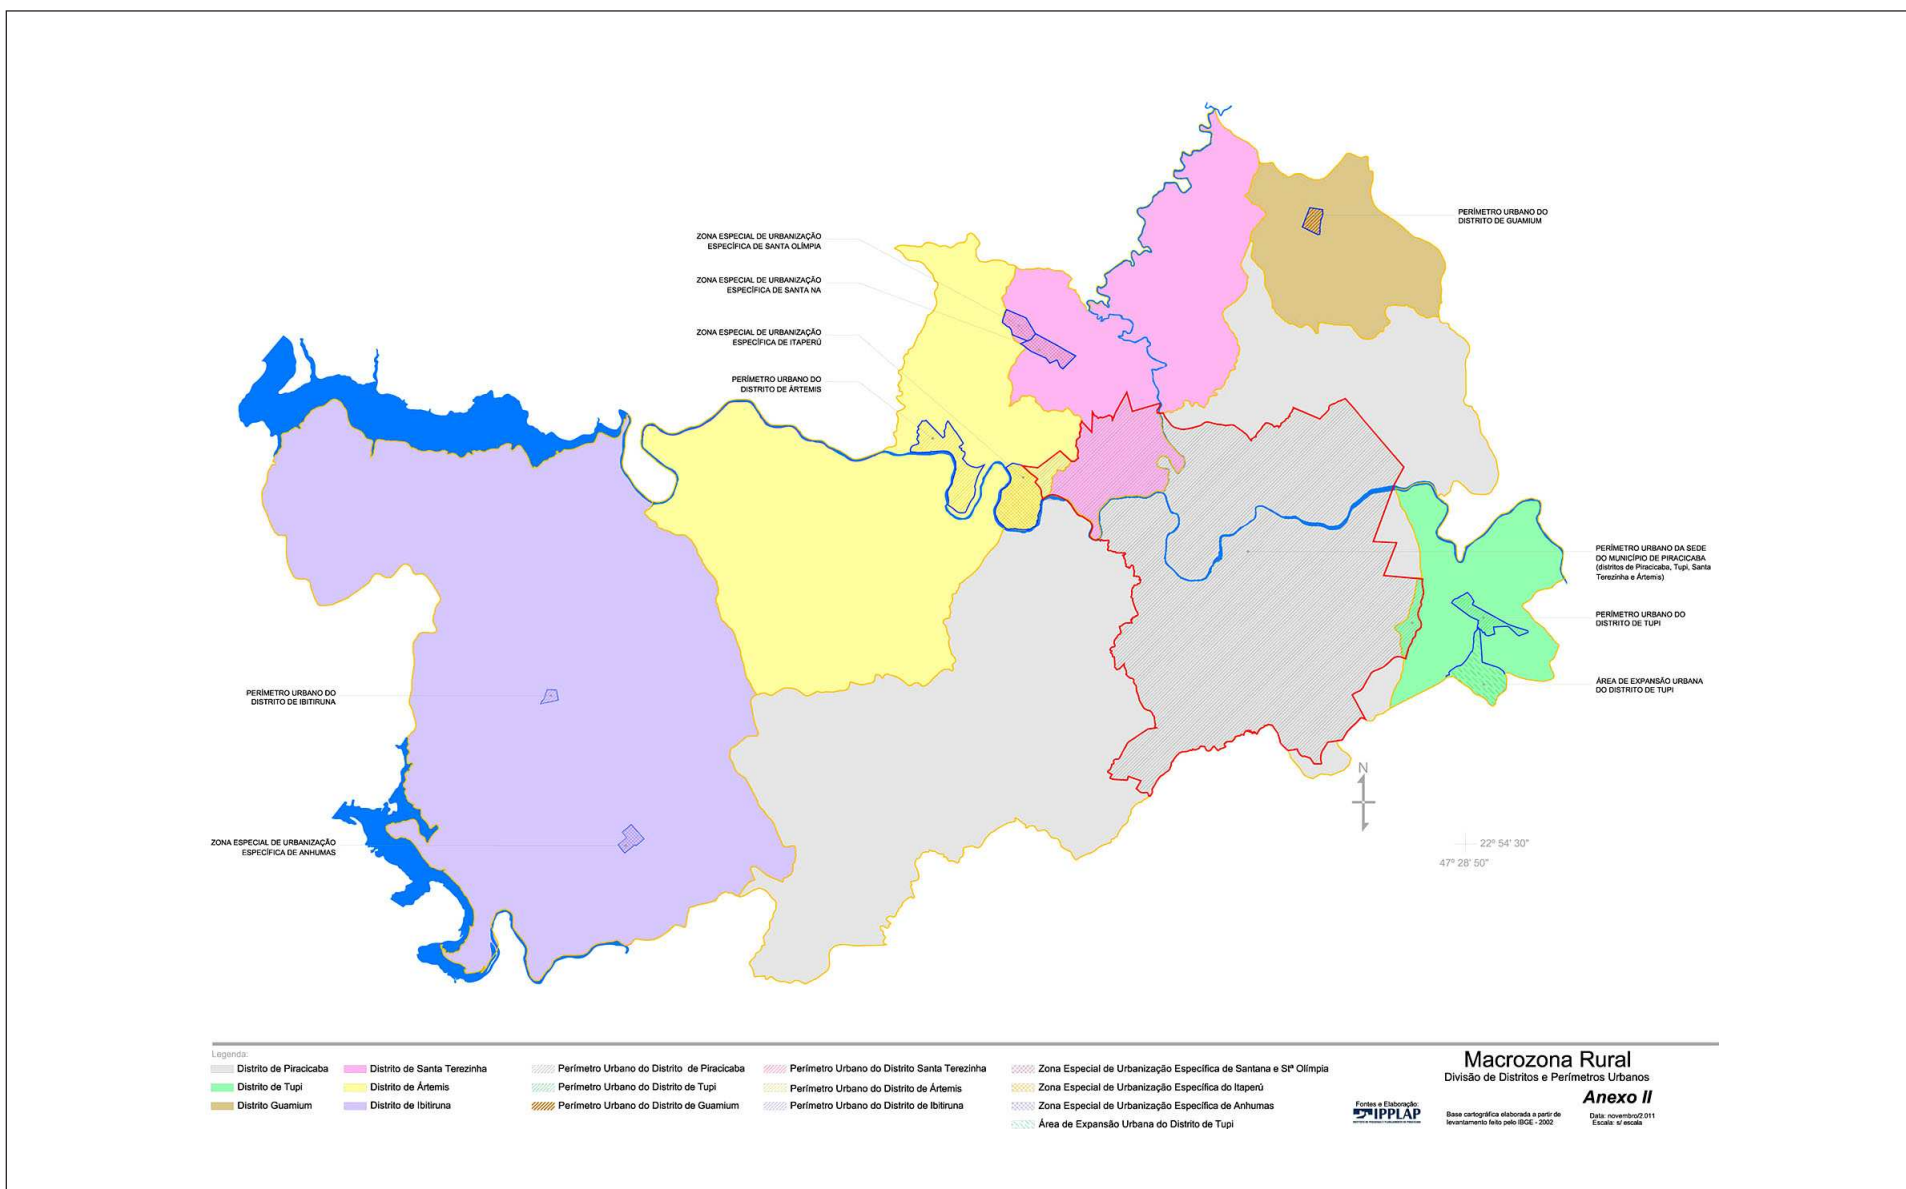 ZONA ESPECIAL DE URBANIZAÇÃO
ESPECÍFICA DE SANTA OLÍMPIA
ZONA ESPECIAL DE URBANIZAÇÃO
ESPECÍFICA DE SANTA NA
ZONA ESPECIAL DE URBANIZAÇÃO
ESPECÍFICA DE ITAPERÚ
PERÍMETRO URBANO DO
DISTRITO DE ÁRTEMIS
PERÍMETRO URBANO DO
DISTRITO DE GUAMIUM
PERÍMETRO URBANO DA SEDE
DO MUNICÍPIO DE PIRACICABA
(distritos de Piracicaba, Tupi, Santa
Terezinha e Ártemis)
PERÍMETRO URBANO DO
DISTRITO DE TUPI
ÁREA DE EXPANSÃO URBANA
DO DISTRITO DE TUPI
PERÍMETRO URBANO DO
DISTRITO DE IBITIRUNA
ZONA ESPECIAL DE URBANIZAÇÃO
ESPECÍFICA DE ANHUMAS
N
22º 54' 30"
47º 28' 50"
Legenda:
Distrito de Piracicaba
Distrito de Tupi
Distrito Guamium
Distrito de Santa Terezinha
Distrito de Ártemis
Distrito de Ibitiruna
Perímetro Urbano do Distrito de Piracicaba
Perímetro Urbano do Distrito de Tupi
Perímetro Urbano do Distrito de Guamium
Perímetro Urbano do Distrito Santa Terezinha
Perímetro Urbano do Distrito de Ártemis
Perímetro Urbano do Distrito de Ibitiruna
Zona Especial de Urbanização Específica de Santana e Stª Olímpia
Zona Especial de Urbanização Específica do Itaperú
Zona Especial de Urbanização Específica de Anhumas
Área de Expansão Urbana do Distrito de Tupi
Macrozona Rural
Divisão de Distritos e Perímetros Urbanos
Anexo II
Fontes e Elaboração:
IPPLAP
Base cartográfica elaborada a partir de
levantamento feito pelo IBGE - 2002
Data: novembro/2.011
Escala: s/ escala